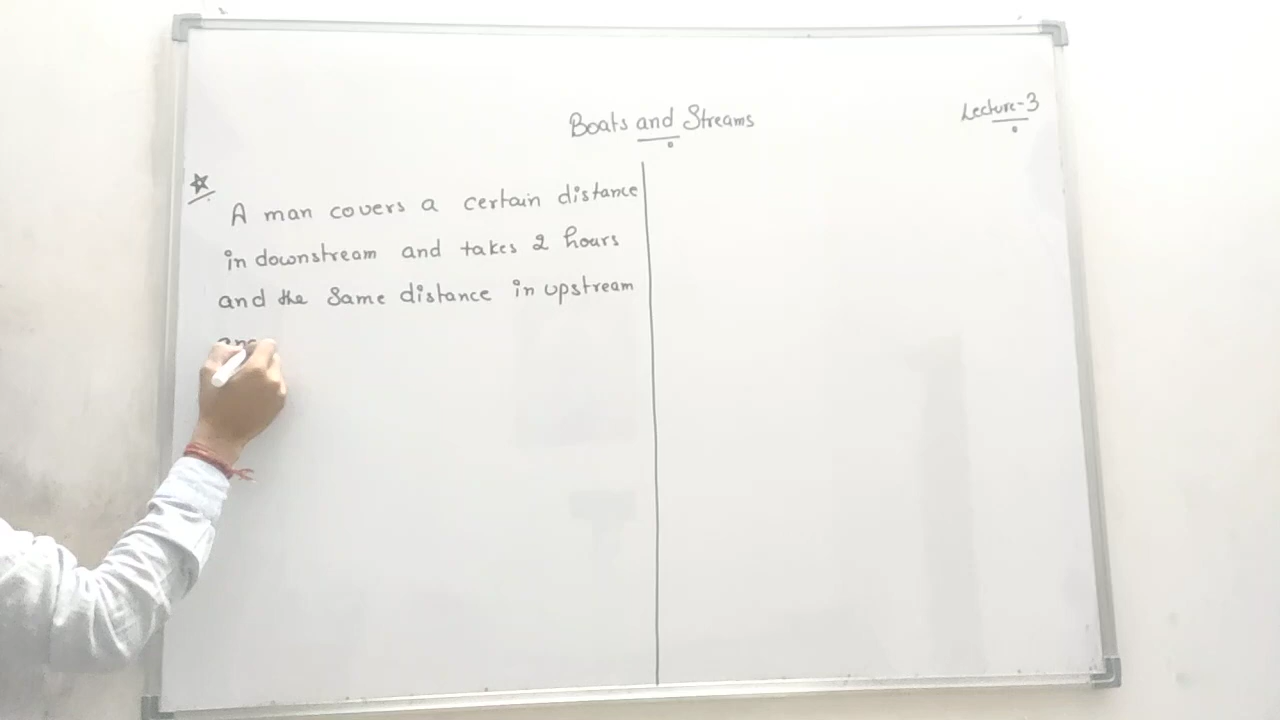 Boats and Streams
Lecture-3
A man covers a certain distance
in downstream and takes 2 hours
and the Same distance in upstream